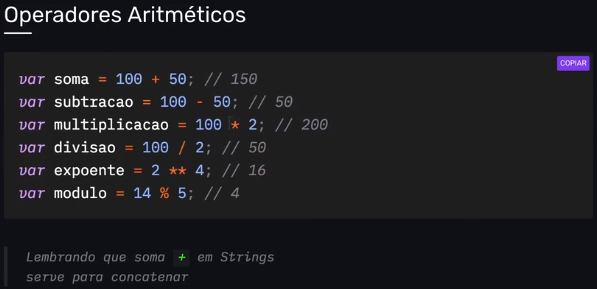 Operadores Aritméticos
COPIAR
var soma = 100 + 50; // 150
var subtracao = 100 - 50; // 50
var multiplicacao = 100 * 2; // 200
var divisao = 100 / 2; // 50
var expoente = 2 ** 4; // 16
var modulo = 14 % 5; // 4
Lembrando que soma + em Strings
serve para concatenar